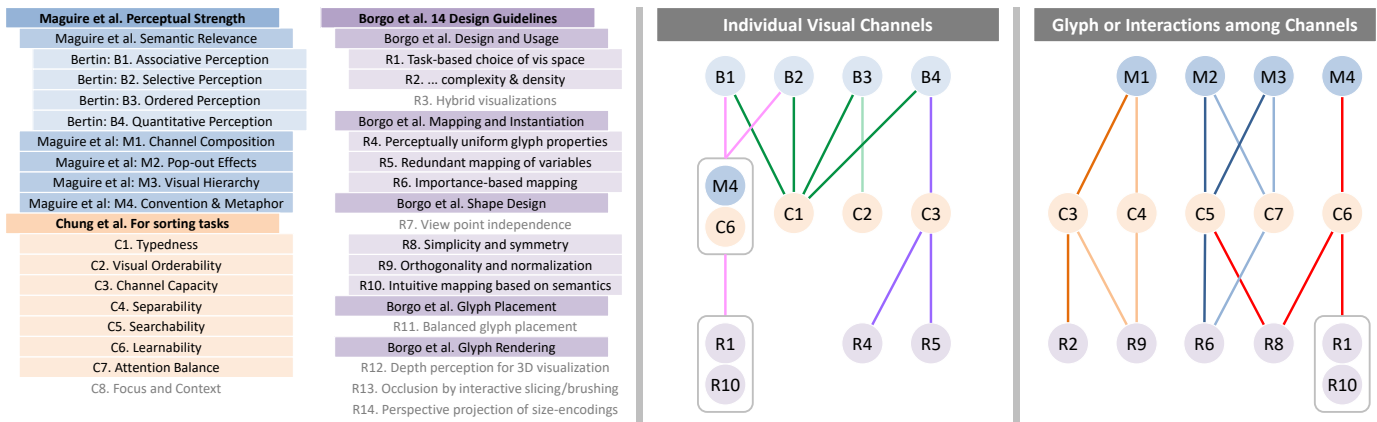 Maguire et al. Perceptual Strength
Maguire et al. Semantic Relevance
Bertin: B1. Associative Perception
Bertin: B2. Selective Perception
Bertin: B3. Ordered Perception
Bertin: B4. Quantitative Perception
Maguire et al: M1. Channel Composition
Maguire et al: M2. Pop-out Effects
Maguire et al: M3. Visual Hierarchy
Maguire et al: M4. Convention & Metaphor
Chung et al. For sorting tasks
C1. Typedness
C2. Visual Orderability
C3. Channel Capacity
C4. Separability
C5. Searchability
C6. Learnability
C7. Attention Balance
C8. Focus and Context
Borgo et al. 14 Design Guidelines
Borgo et al. Design and Usage
R1. Task-based choice of vis space
R2. ... complexity & density
R3. Hybrid visualizations
Borgo et al. Mapping and Instantiation
R4. Perceptually uniform glyph properties
R5. Redundant mapping of variables
R6. Importance-based mapping
Borgo et al. Shape Design
R7. View point independence
R8. Simplicity and symmetry
R9. Orthogonality and normalization
R10. Intuitive mapping based on semantics
Borgo et al. Glyph Placement
R11. Balanced glyph placement
Borgo et al. Glyph Rendering
R12. Depth perception for 3D visualization
R13. Occlusion by interactive slicing/brushing
R14. Perspective projection of size-encodings
Individual Visual Channels
B1 B2 B3 B4
M4
C6 C1 C2 C3
R1 R4 R5
R10
Glyph or Interactions among Channels
M1 M2 M3 M4
C3 C4 C5 C7 C6
R2 R9 R6 R8 R1
R10